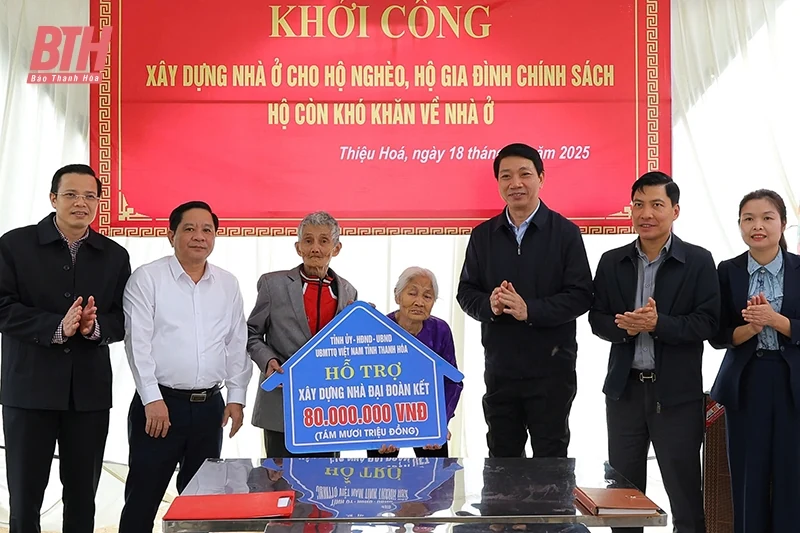 BTH
Báo Thanh Hóa
KHỞI CÔNG
XÂY DỰNG NHÀ Ở CHO HỘ NGHÈO, HỘ GIA ĐÌNH CHÍNH SÁCH
HỘ CÒN KHÓ KHĂN VỀ NHÀ Ở
Thiệu Hoá, ngày 18 tháng năm 2025
TỈNH ỦY- HĐND- UBND
UBMTTQ VIỆT NAM TỈNH THANH HÓA
HỖ TRỢ
XÂY DỰNG NHÀ ĐẠI ĐOÀN KẾT
80.000.000 VNĐ
(TÁM MƯƠI TRIỆU ĐỒNG)